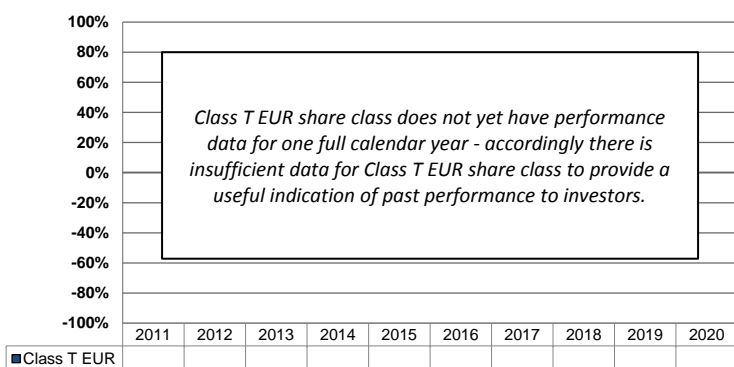 100%
80%
60%
40%
20%
0%
-20%
-40%
-60%
-80%
-100%
Class T EUR share class does not yet have performance
data for one full calendar year - accordingly there is
insufficient data for Class T EUR share class to provide a
useful indication of past performance to investors.
2011 2012 2013 2014 2015 2016 2017 2018 2019 2020
Class T EUR